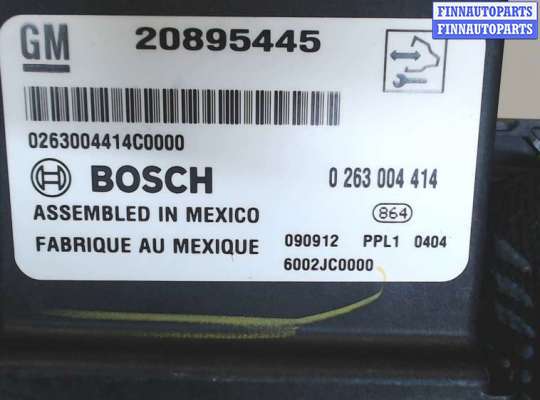 FINNAUTOPARTS
FINNAUTOPARTS
GM 20895445
0263004414C0000
BOSCH 0 263 004 414
ASSEMBLED IN MEXICO 864
FABRIQUE AU MEXIQUE 090912 PPL1 0404
6002JC0000